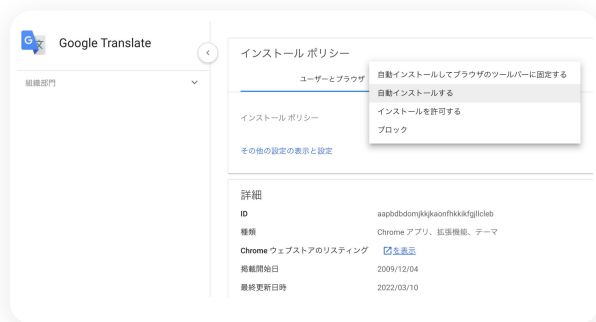 Google Translate
組織部門
インストール ポリシー
ユーザーとブラウザ
自動インストールしてブラウザのツールバーに固定する
自動インストールする
インストールを許可する
ブロック
インストール ポリシー
その他の設定の表示と設定
詳細
ID aapbdbdomjkkjkaonfhkkikfgjllcleb
種類 Chrome アプリ、拡張機能、テーマ
Chrome ウェブストアのリスティング を表示
掲載開始日 2009/12/04
最終更新日時 2022/03/10